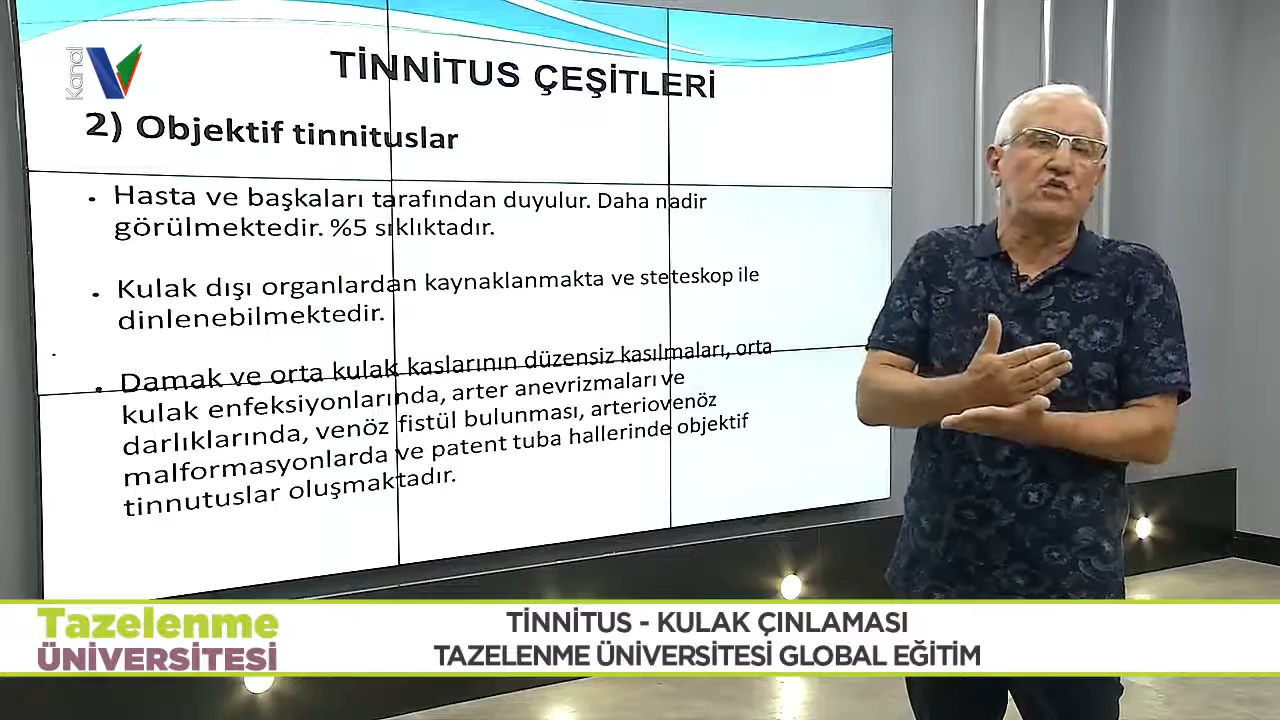 Kanal V
TİNNİTUS ÇEŞİTLERİ
2) Objektif tinnituslar
• Hasta ve başkaları tarafından duyulur. Daha nadir
görülmektedir. %5 sıklıktadır.
• Kulak dışı organlardan kaynaklanmakta ve steteskop ile
dinlenebilmektedir.
• Damak ve orta kulak kaslarının düzensiz kasılmaları, orta
kulak enfeksiyonlarında, arter anevrizmaları ve
darlıklarında, venöz fistül bulunması, arteriovenöz
malformasyonlarda ve patent tuba hallerinde objektif
tinnutuslar oluşmaktadır.
Tazelenme
ÜNİVERSİTESİ
TİNNİTUS - KULAK ÇINLAMASI
TAZELENME ÜNİVERSİTESİ GLOBAL EĞİTİM